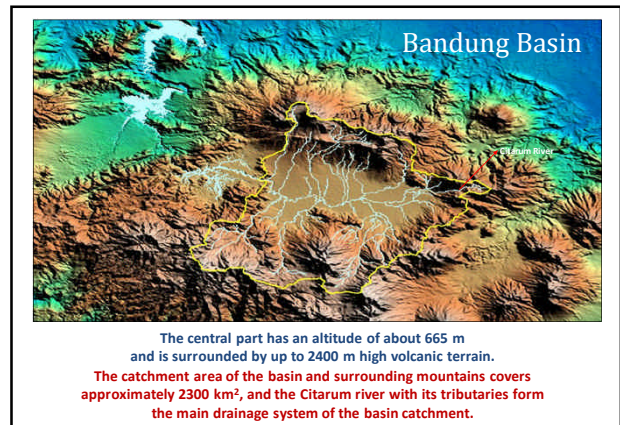 Bandung Basin
Citarum River
The central part has an altitude of about 665 m
and is surrounded by up to 2400 m high volcanic terrain.
The catchment area of the basin and surrounding mountains covers
approximately 2300 km², and the Citarum river with its tributaries form
the main drainage system of the basin catchment.